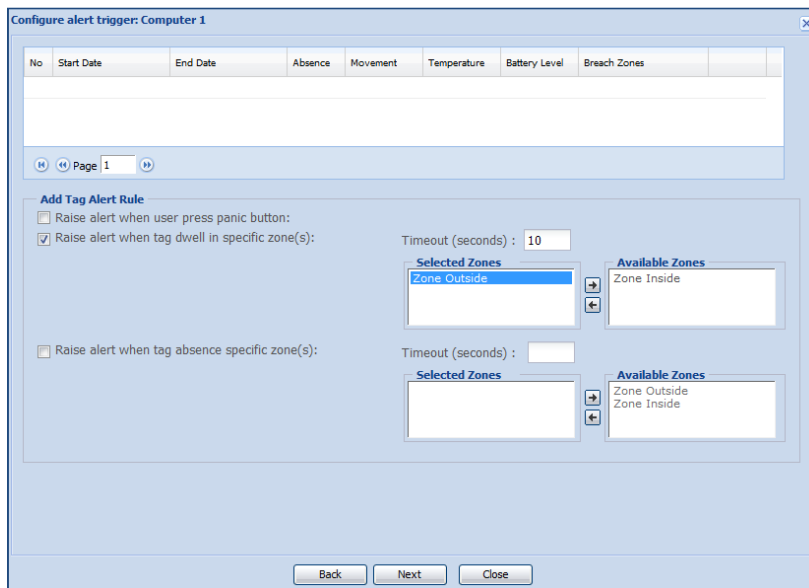 Configure alert trigger: Computer 1
No Start Date End Date Absence Movement Temperature Battery Level Breach Zones
Page 1
Add Tag Alert Rule
Raise alert when user press panic button:
Raise alert when tag dwell in specific zone(s): Timeout (seconds) : 10
Selected Zones Available Zones
Zone Outside Zone Inside
Raise alert when tag absence specific zone(s): Timeout (seconds) :
Selected Zones Available Zones
Zone Outside
Zone Inside
Back Next Close